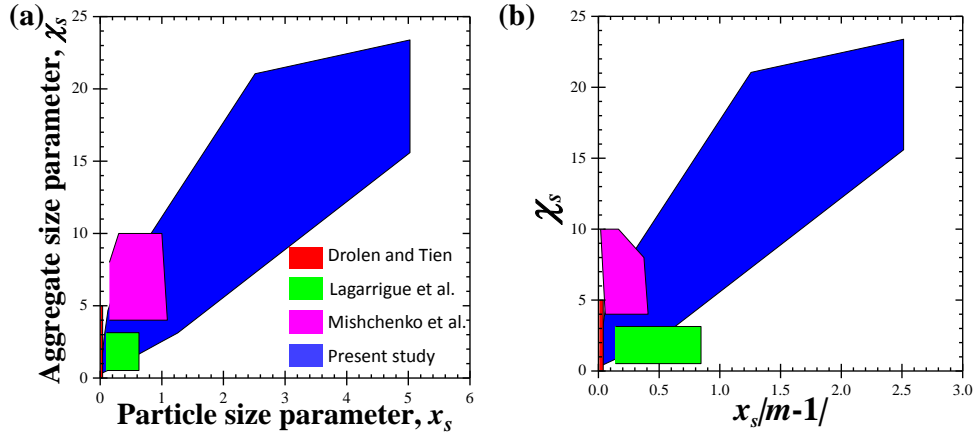 (a)
Aggregate size parameter, χs
25
20
15
10
5
0
0 1 2 3 4 5 6
Particle size parameter, xs
Drolen and Tien
Lagarrigue et al.
Mishchenko et al.
Present study
(b)
χs
25
20
15
10
5
0
0.0 0.5 1.0 1.5 2.0 2.5 3.0
xs|m-1|